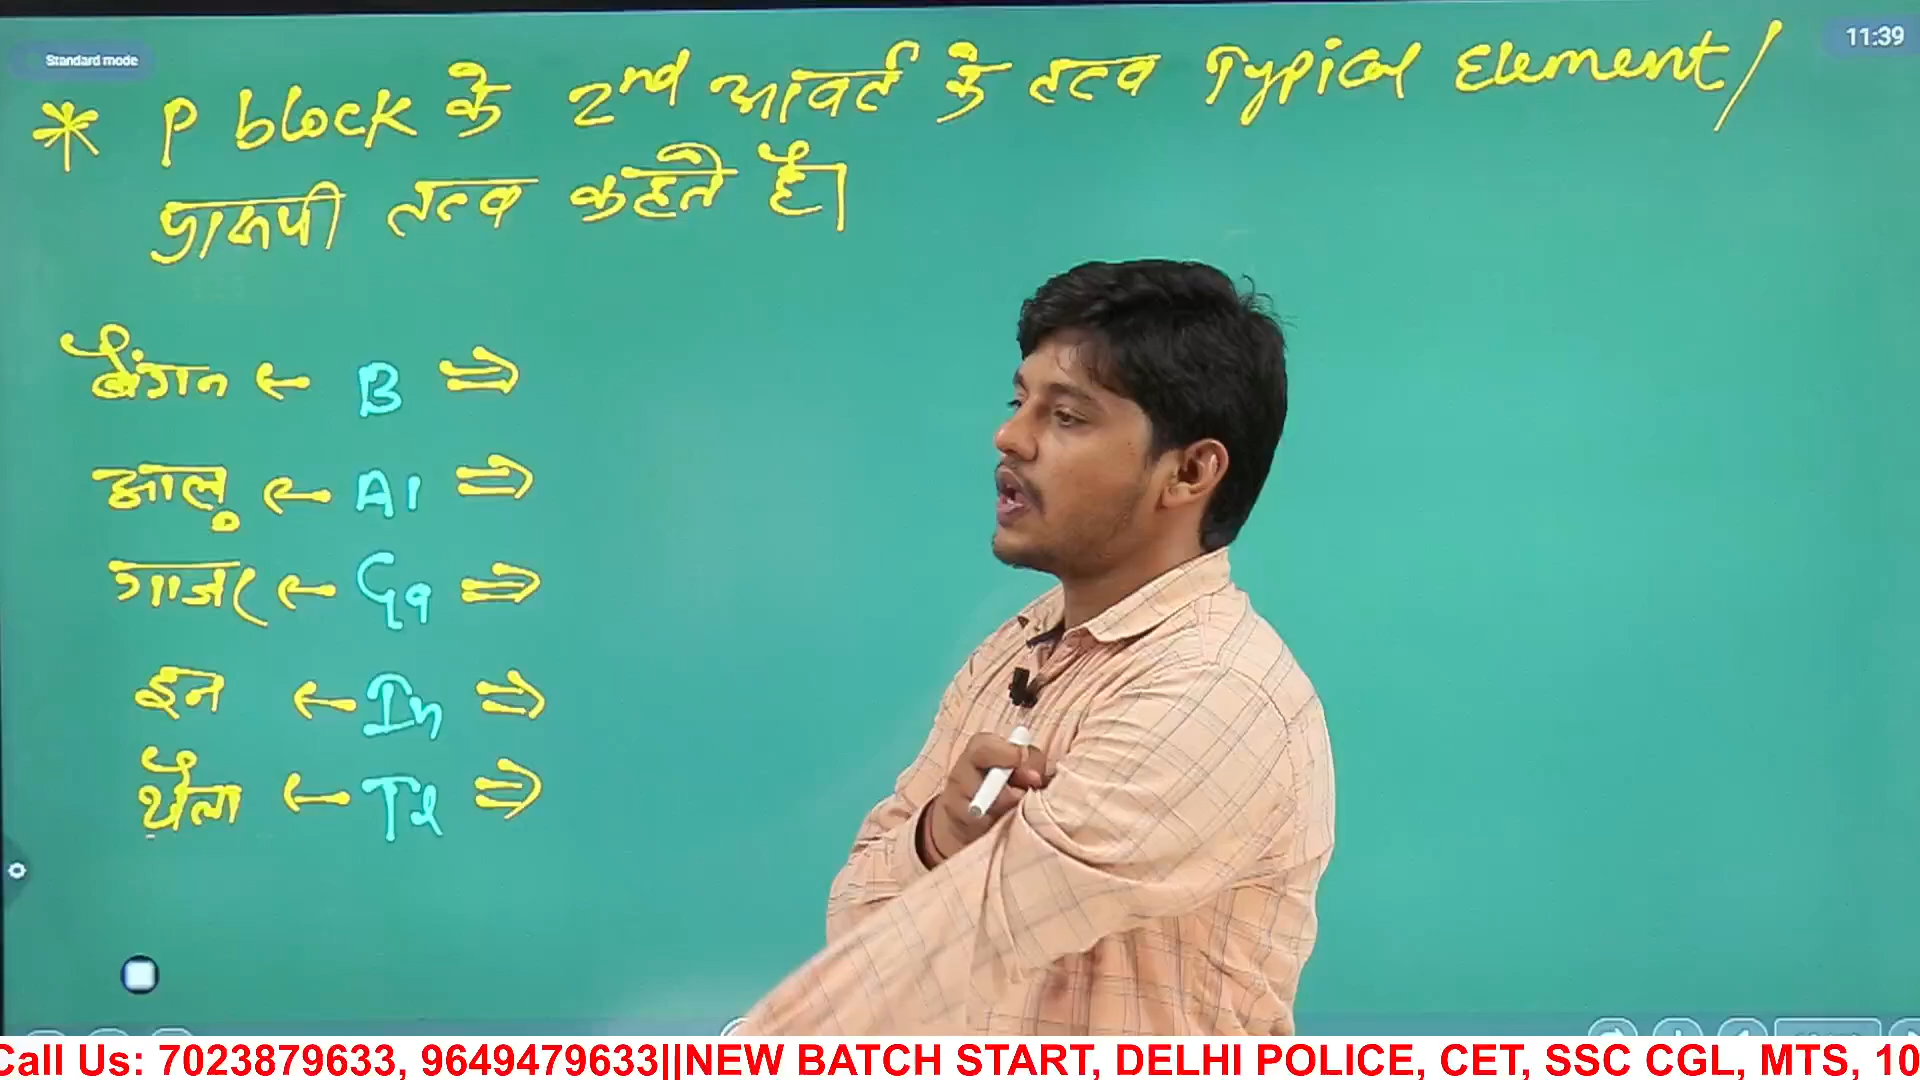 Standard mode
11:39
* P block के 2nd आवर्त के तत्व Typical Element/
प्रारूपी तत्व कहते है।
बैंगन ← B ⇒
आलू ← Al ⇒
गाजर ← Ga ⇒
इन ← In ⇒
थैला ← Tl ⇒
Call Us: 7023879633, 9649479633||NEW BATCH START, DELHI POLICE, CET, SSC CGL, MTS, 10